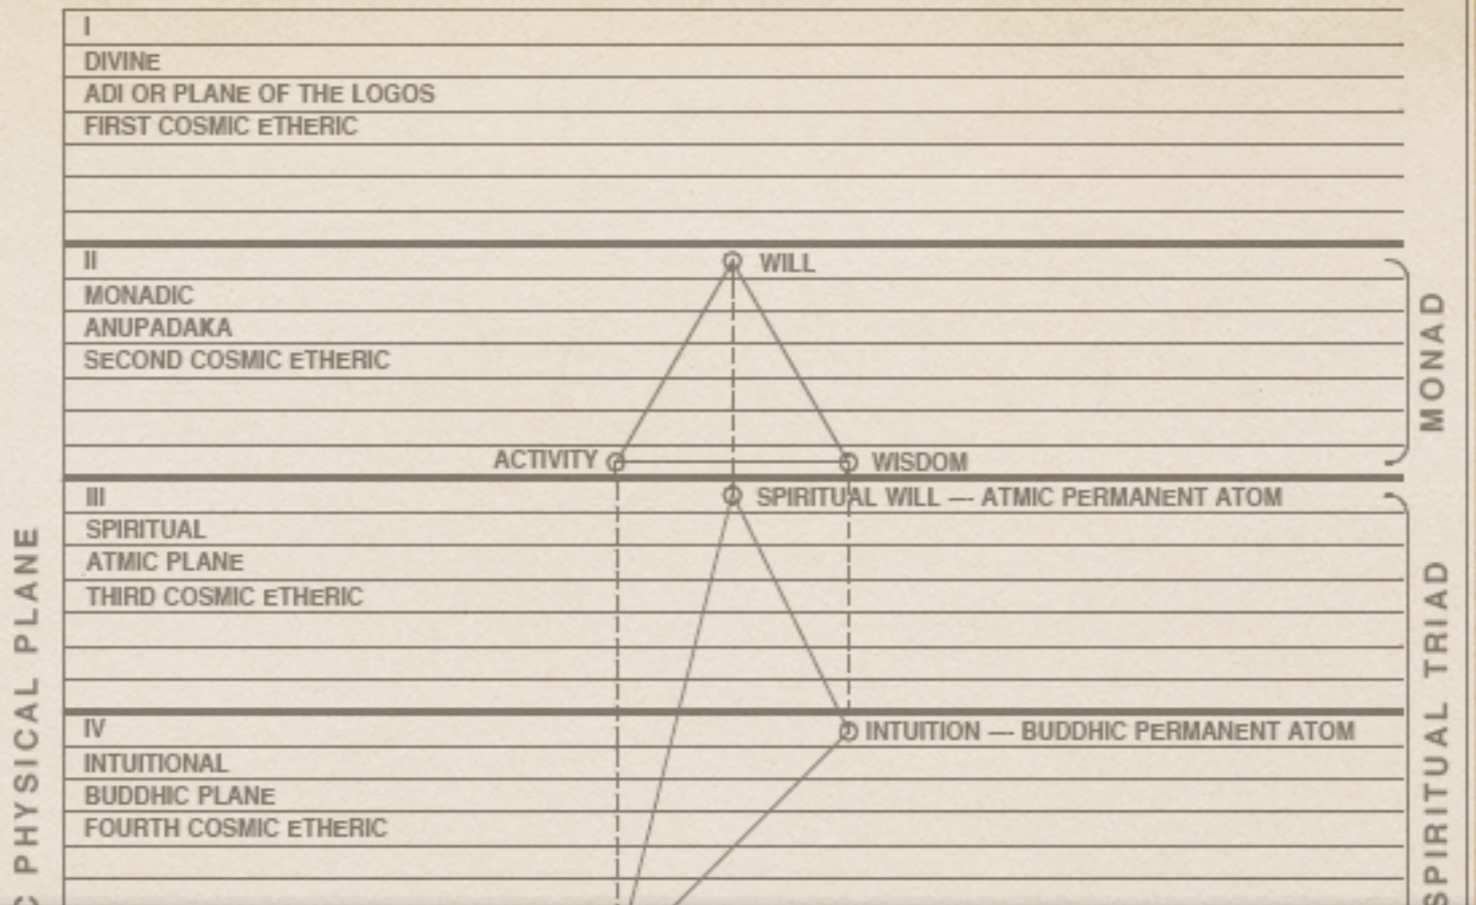 I
DIVINE
ADI OR PLANE OF THE LOGOS
FIRST COSMIC ETHERIC
II
WILL
MONADIC
ANUPADAKA
SECOND COSMIC ETHERIC
ACTIVITY
WISDOM
MONAD
III
SPIRITUAL WILL — ATMIC PERMANENT ATOM
SPIRITUAL
ATMIC PLANE
THIRD COSMIC ETHERIC
IV
INTUITION — BUDDHIC PERMANENT ATOM
INTUITIONAL
BUDDHIC PLANE
FOURTH COSMIC ETHERIC
C PHYSICAL PLANE
SPIRITUAL TRIAD